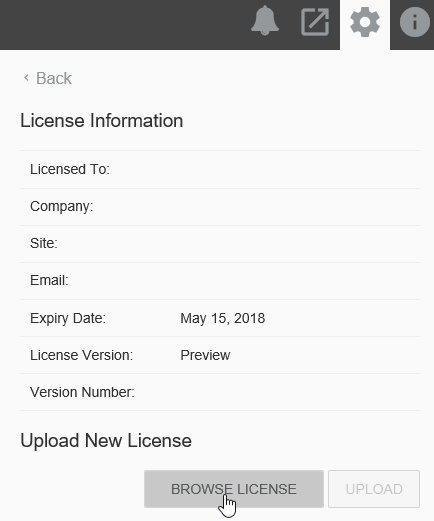 Back
License Information
Licensed To:
Company:
Site:
Email:
Expiry Date: May 15, 2018
License Version: Preview
Version Number:
Upload New License
BROWSE LICENSE UPLOAD